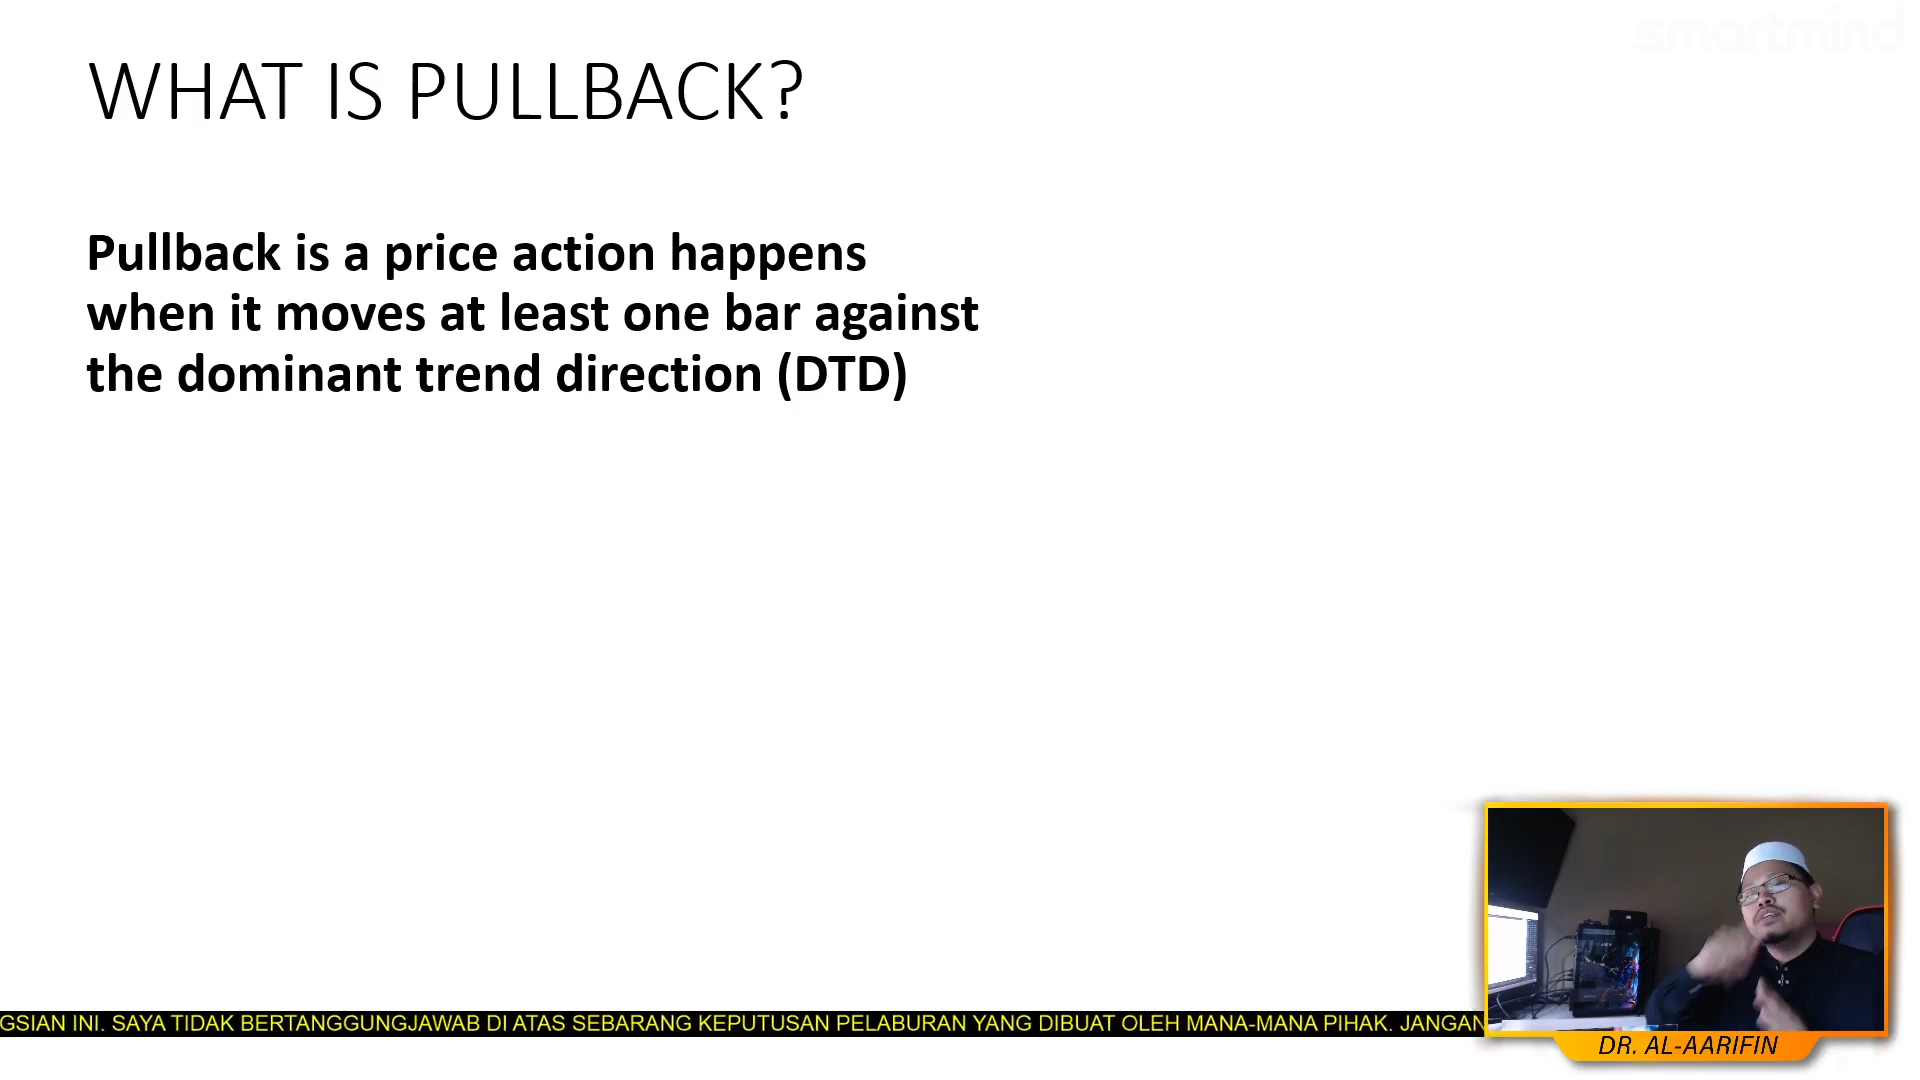 smartmind
WHAT IS PULLBACK?
Pullback is a price action happens
when it moves at least one bar against
the dominant trend direction (DTD)
GSIAN INI. SAYA TIDAK BERTANGGUNGJAWAB DI ATAS SEBARANG KEPUTUSAN PELABURAN YANG DIBUAT OLEH MANA-MANA PIHAK. JANGAN
DR. AL-AARIFIN